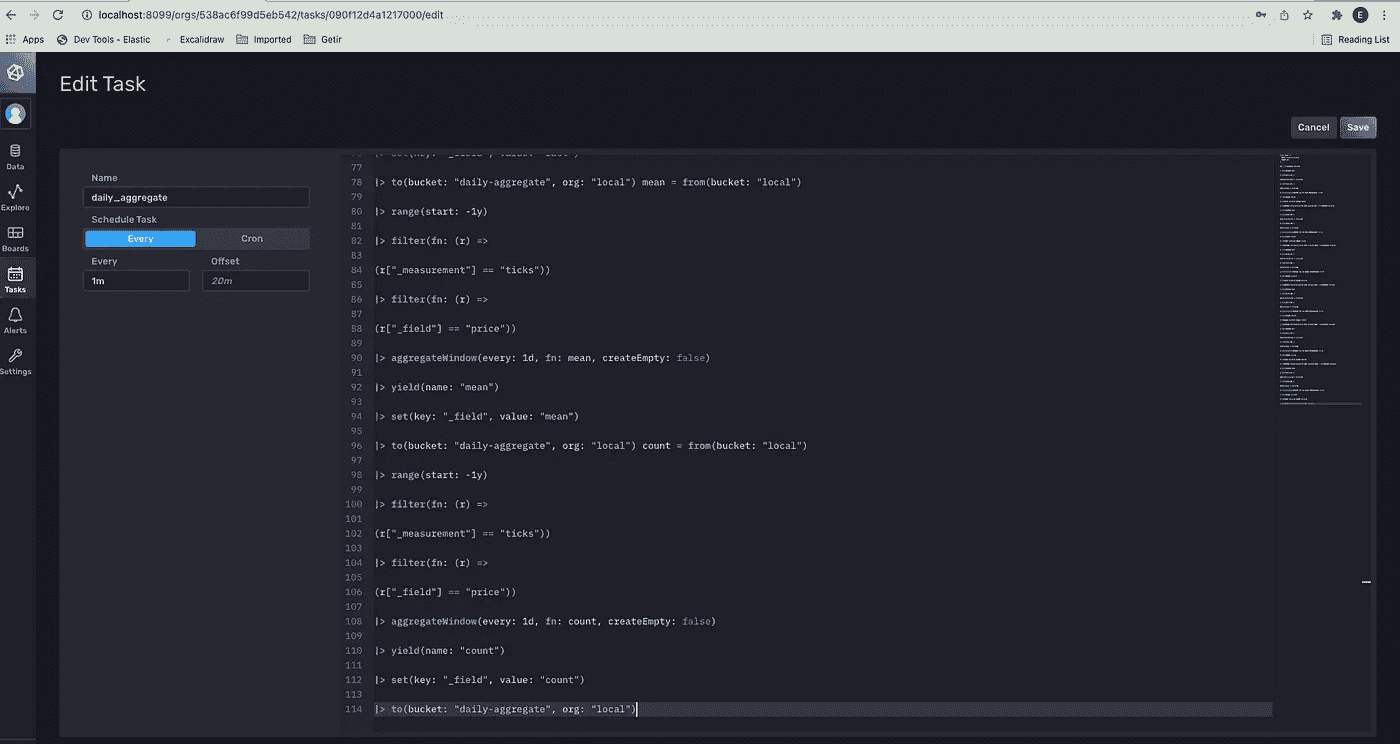 localhost:8099/orgs/538ac6f99d5eb542/tasks/090f12d4a1217000/edit
E
Apps
Dev Tools - Elastic
Excalidraw
Imported
Getir
Reading List
Edit Task
Cancel
Save
Data
Explore
Boards
Tasks
Alerts
Settings
Name
daily_aggregate
Schedule Task
Every
Cron
Every
Offset
1m
20m
77
78 |> to(bucket: "daily-aggregate", org: "local") mean = from(bucket: "local")
79
80 |> range(start: -1y)
81
82 |> filter(fn: (r) =>
83
84 (r["_measurement"] == "ticks"))
85
86 |> filter(fn: (r) =>
87
88 (r["_field"] == "price"))
89
90 |> aggregateWindow(every: 1d, fn: mean, createEmpty: false)
91
92 |> yield(name: "mean")
93
94 |> set(key: "_field", value: "mean")
95
96 |> to(bucket: "daily-aggregate", org: "local") count = from(bucket: "local")
97
98 |> range(start: -1y)
99
100 |> filter(fn: (r) =>
101
102 (r["_measurement"] == "ticks"))
103
104 |> filter(fn: (r) =>
105
106 (r["_field"] == "price"))
107
108 |> aggregateWindow(every: 1d, fn: count, createEmpty: false)
109
110 |> yield(name: "count")
111
112 |> set(key: "_field", value: "count")
113
114 |> to(bucket: "daily-aggregate", org: "local")